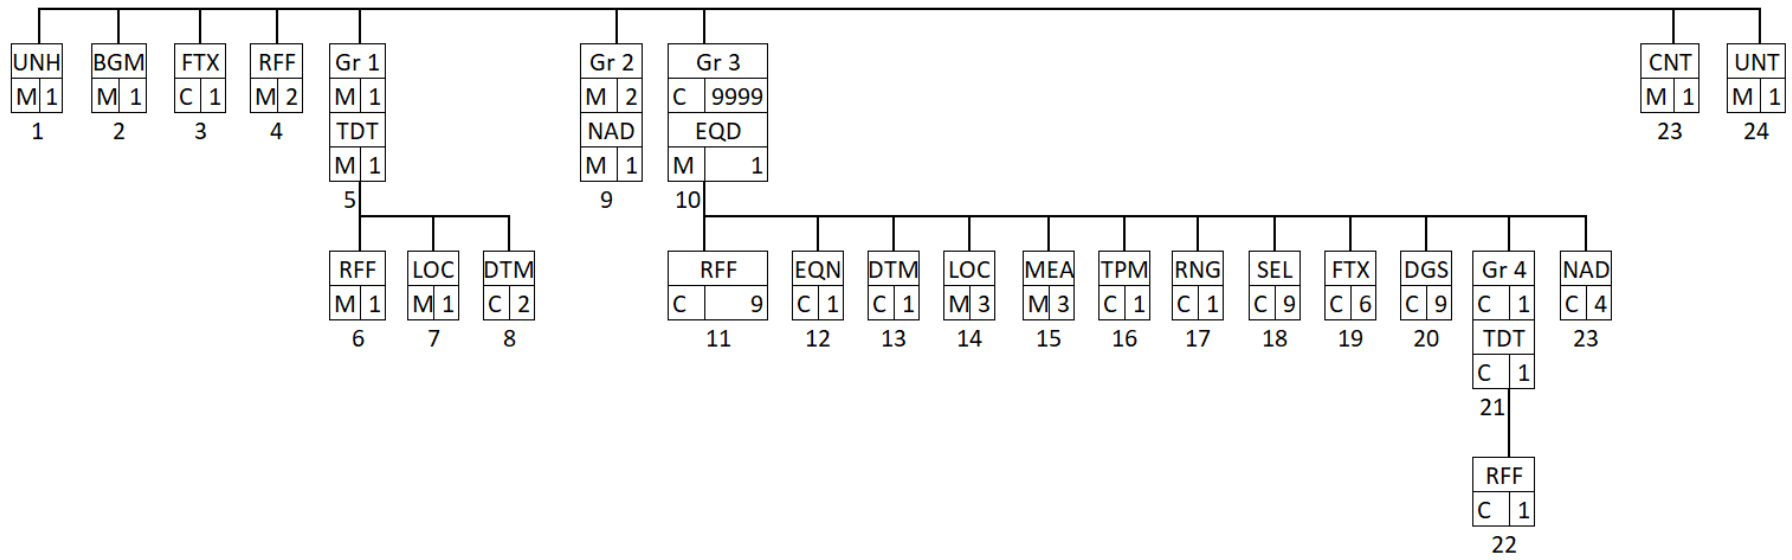 UNH BGM FTX RFF Gr 1 Gr 2 Gr 3 CNT UNT
M 1 M 1 C 1 M 2 M 1 M 2 C 9999 M 1 M 1
1 2 3 4 TDT NAD EQD 23 24
M 1 M 1 M 1
5 9 10
RFF LOC DTM RFF EQN DTM LOC MEA TPM RNG SEL FTX DGS Gr 4 NAD
M 1 M 1 C 2 C 9 C 1 C 1 M 3 M 3 C 1 C 1 C 9 C 6 C 9 C 1 C 4
6 7 8 11 12 13 14 15 16 17 18 19 20 TDT 23
C 1
21
RFF
C 1
22